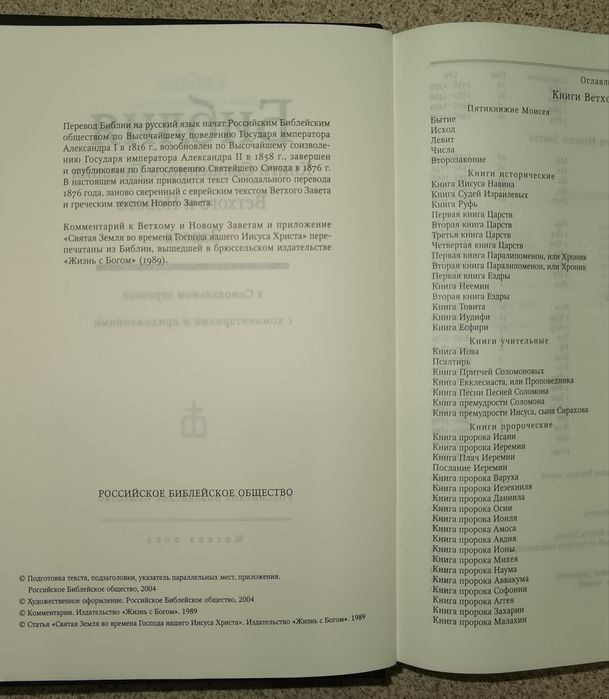 Перевод Библии на русский язык начат Российским Библейским
обществом по Высочайшему повелению Государя императора
Александра I в 1816 г., возобновлен по Высочайшему соизволе-
нию Государя императора Александра II в 1858 г., завершен
и опубликован по благословению Святейшего Синода в 1876 г.
В настоящем издании приводится текст Синодального перевода
1876 года, заново сверенный с еврейским текстом Ветхого Завета
и греческим текстом Нового Завета.
Комментарий к Ветхому и Новому Заветам и приложение
«Святая Земля во времена Господа нашего Иисуса Христа» пере-
печатаны из Библии, вышедшей в брюссельском издательстве
«Жизнь с Богом» (1989).
РОССИЙСКОЕ БИБЛЕЙСКОЕ ОБЩЕСТВО
© Подготовка текста, подзаголовки, указатель параллельных мест, приложения.
Российское Библейское общество, 2004
© Художественное оформление. Российское Библейское общество, 2004
© Комментарии. Издательство «Жизнь с Богом». 1989
© Статья «Святая Земля во времена Господа нашего Иисуса Христа». Издательство «Жизнь с Богом». 1989
Оглавл
Книги Ветхо
Пятикнижие Моисея
Бытие
Исход
Левит
Числа
Второзаконие
Книги исторические
Книга Иисуса Навина
Книга Судей Израилевых
Книга Руфь
Первая книга Царств
Вторая книга Царств
Третья книга Царств
Четвертая книга Царств
Первая книга Паралипоменон, или Хроник
Вторая книга Паралипоменон, или Хроник
Первая книга Ездры
Книга Неемии
Вторая книга Ездры
Книга Товита
Книга Иудифи
Книга Есфири
Книги учительные
Книга Иова
Псалтирь
Книга Притчей Соломоновых
Книга Екклесиаста, или Проповедника
Книга Песни Песней Соломона
Книга премудрости Соломона
Книга премудрости Иисуса, сына Сирахова
Книги пророческие
Книга пророка Исаии
Книга пророка Иеремии
Книга Плач Иеремии
Послание Иеремии
Книга пророка Варуха
Книга пророка Иезекииля
Книга пророка Даниила
Книга пророка Осии
Книга пророка Иоиля
Книга пророка Амоса
Книга пророка Авдия
Книга пророка Ионы
Книга пророка Михея
Книга пророка Наума
Книга пророка Аввакума
Книга пророка Софонии
Книга пророка Аггея
Книга пророка Захарии
Книга пророка Малахии